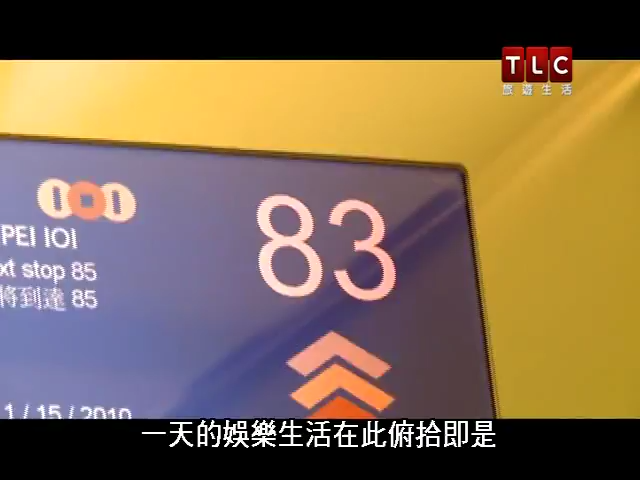 TLC
旅遊生活
83
PEI 101
xt stop 85
將到達 85
1/15/2010
一天的娛樂生活在此俯拾即是